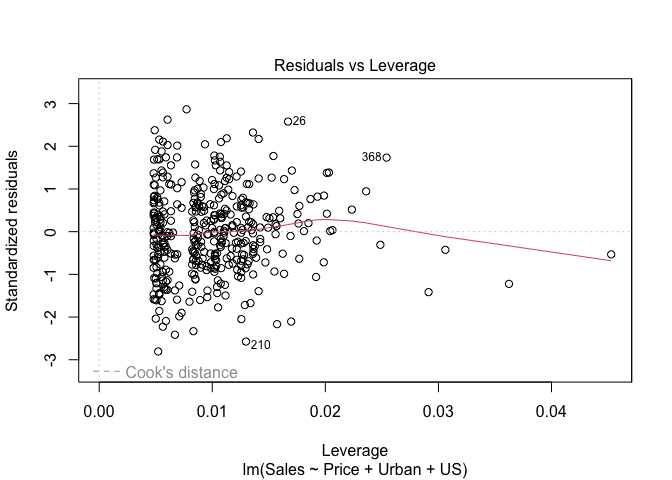 Residuals vs Leverage
Standardized residuals
3
2
1
0
-1
-2
-3
26
368
210
Cook's distance
0.00 0.01 0.02 0.03 0.04
Leverage
lm(Sales ~ Price + Urban + US)